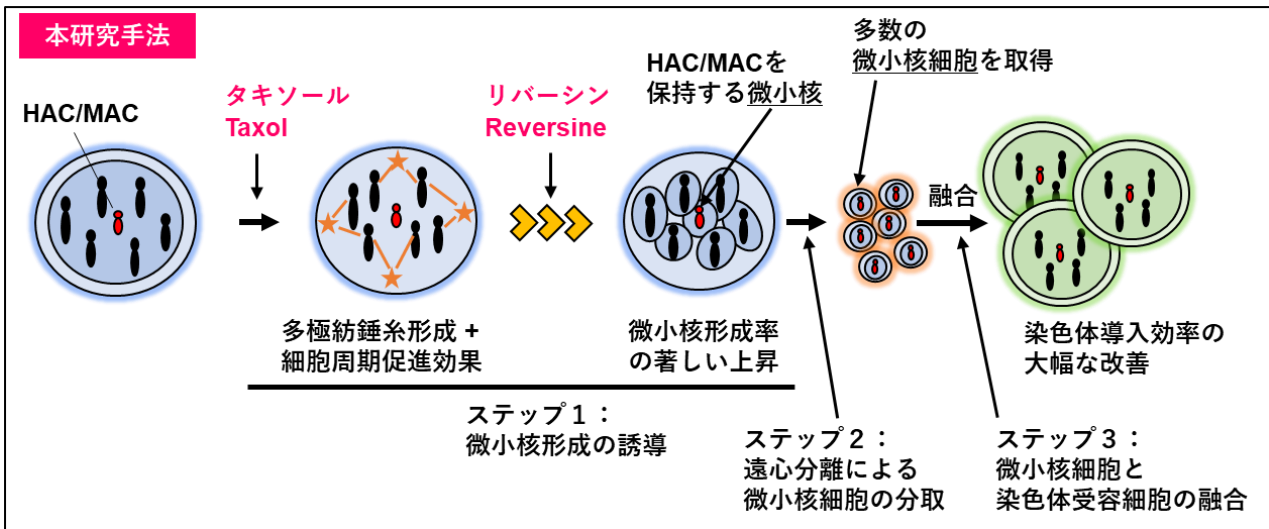 本研究手法
HAC/MAC
タキソール
Taxol
リバーシン
Reversine
HAC/MACを
保持する微小核
多数の
微小核細胞を取得
融合
多極紡錘糸形成 +
細胞周期促進効果
微小核形成率
の著しい上昇
染色体導入効率の
大幅な改善
ステップ１：
微小核形成の誘導
ステップ２：
遠心分離による
微小核細胞の分取
ステップ３：
微小核細胞と
染色体受容細胞の融合